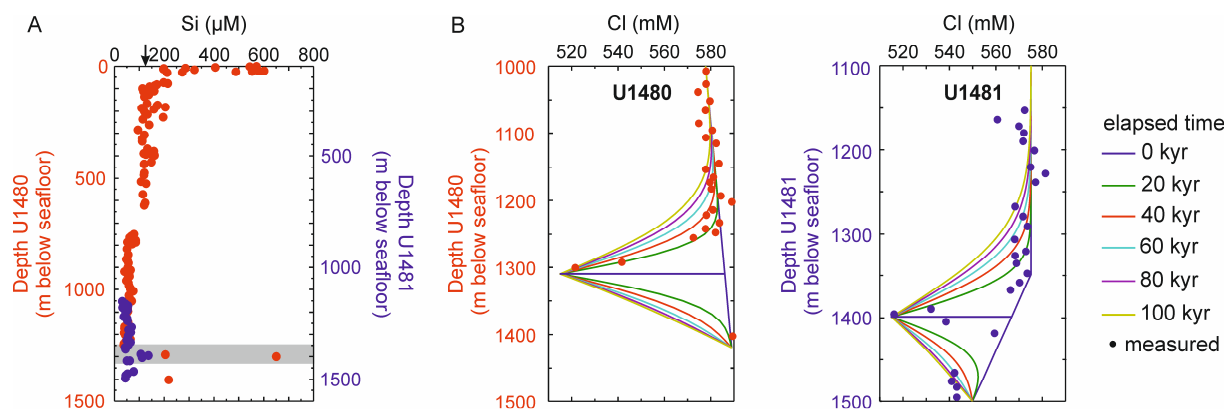 A
Si (µM)
0 200 400 600 800
0
500
1000
1500
Depth U1480
(m below seafloor)
500
1000
1500
Depth U1481
(m below seafloor)
B
Cl (mM)
520 540 560 580
1000
1100
1200
1300
1400
1500
Depth U1480
(m below seafloor)
U1480
Cl (mM)
520 540 560 580
1100
1200
1300
1400
1500
Depth U1481
(m below seafloor)
U1481
elapsed time
0 kyr
20 kyr
40 kyr
60 kyr
80 kyr
100 kyr
measured